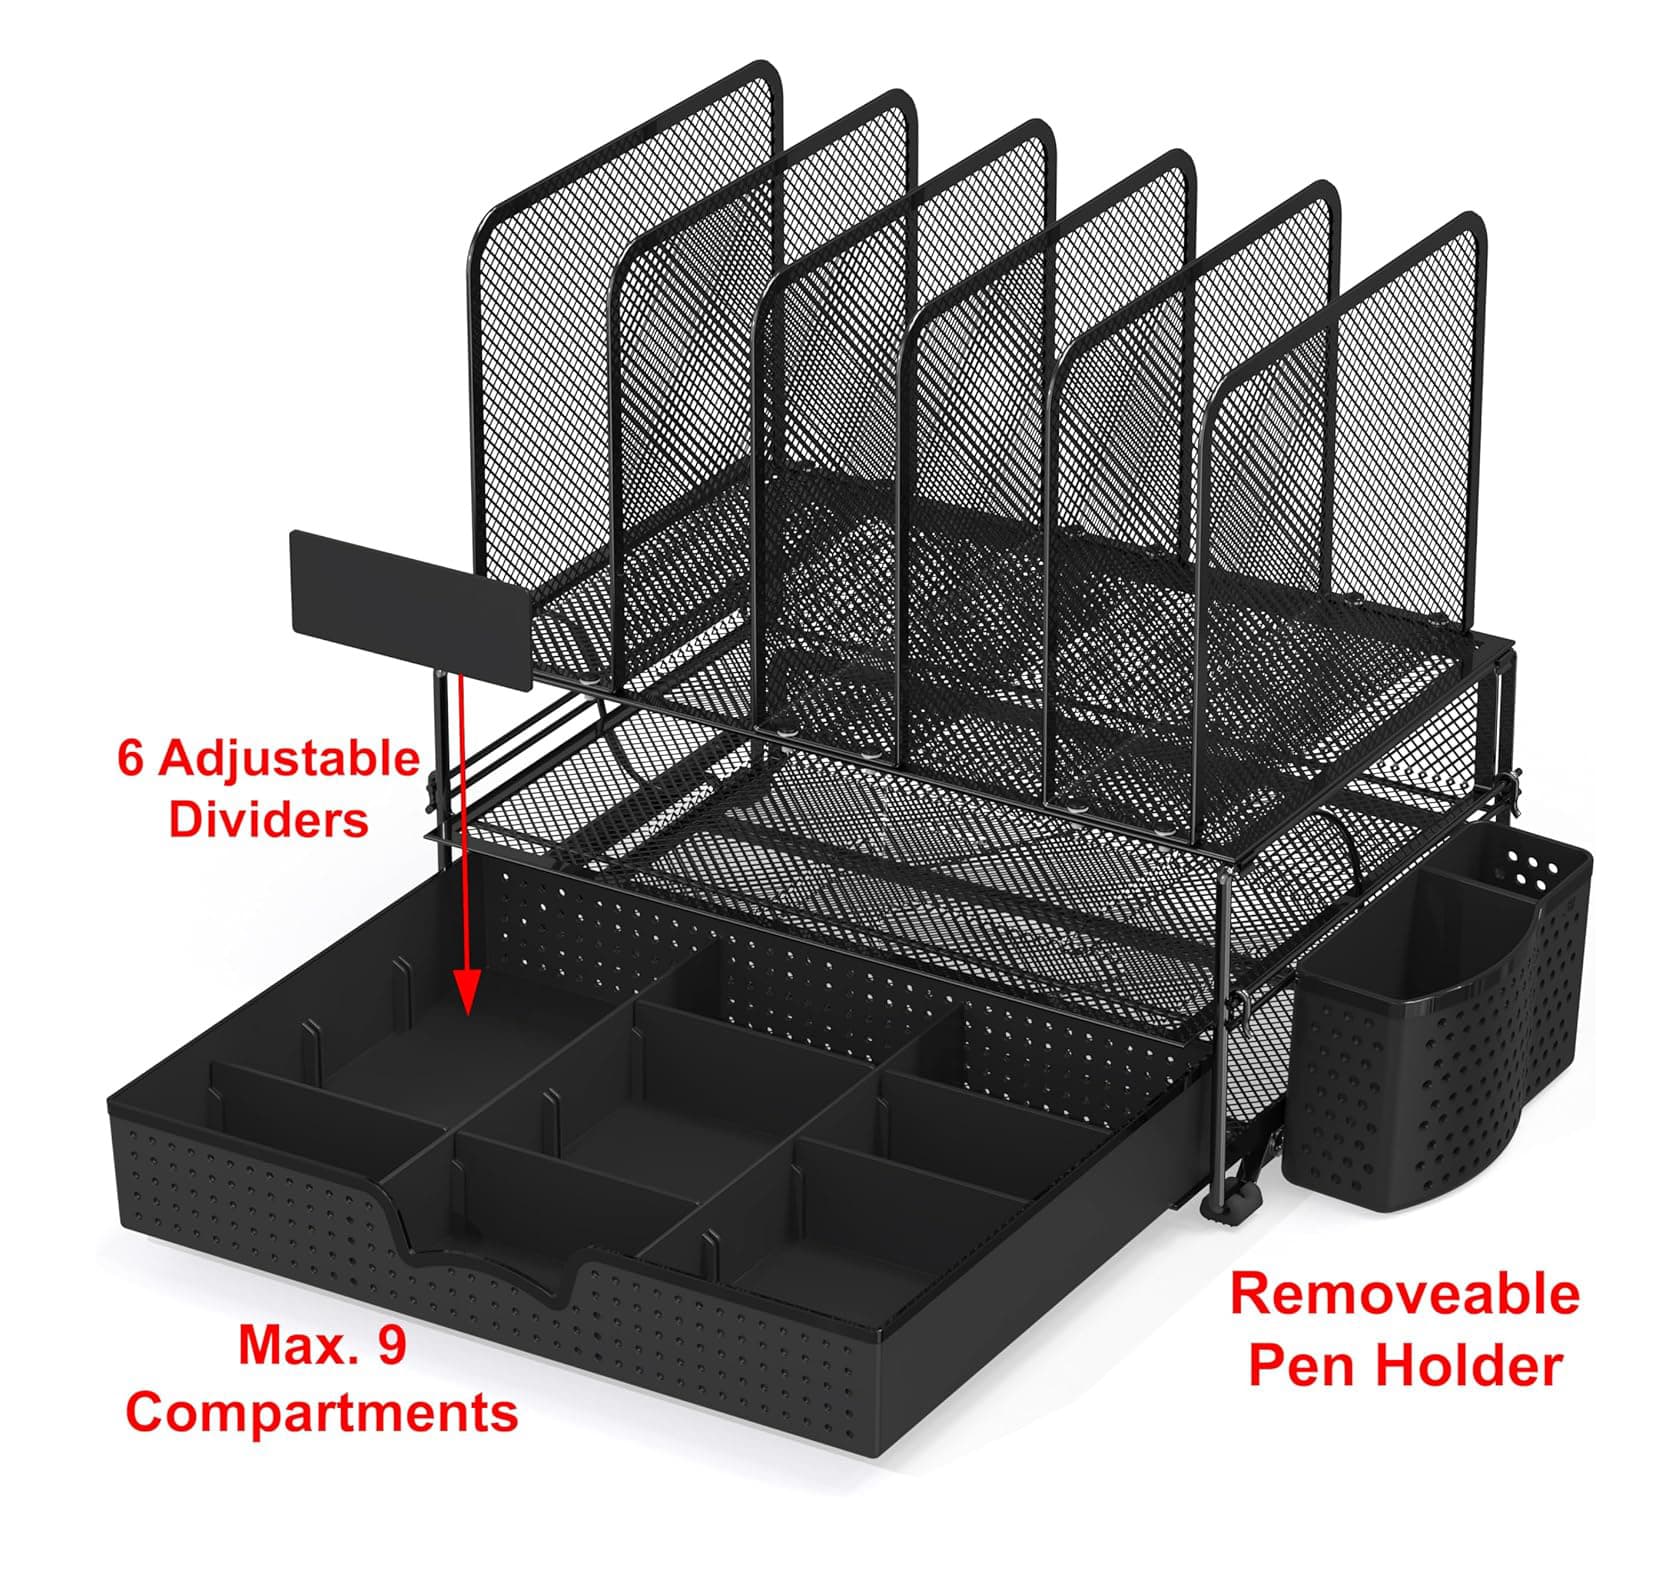 6 Adjustable
Dividers
Max. 9
Compartments
Removeable
Pen Holder